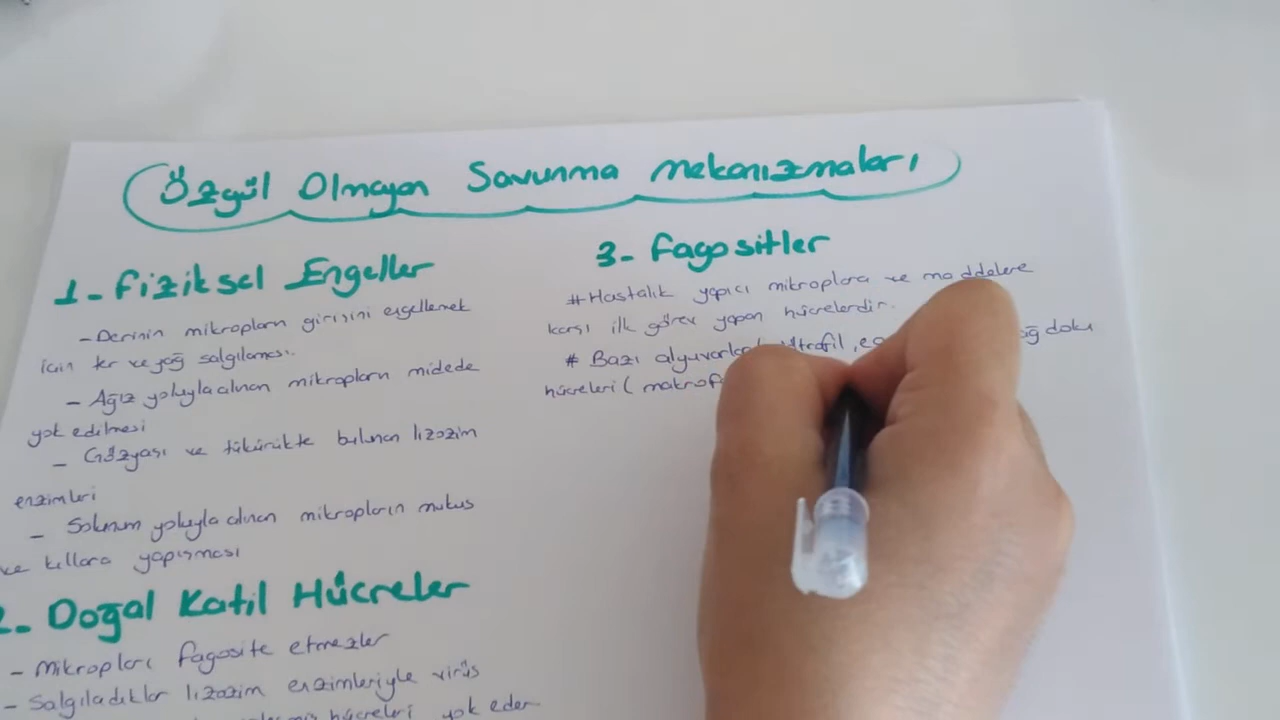 Özgül Olmayan Savunma Mekanizmaları
1- Fiziksel Engeller
- Derinin mikropların girişini engellemek
için ter ve yağ salgılaması.
- Ağız yoluyla alınan mikropların midede
yok edilmesi
- Gözyaşı ve tükürükte bulunan lizozim
enzimleri
- Solunum yoluyla alınan mikropların mukus
ve kıllara yapışması
2- Doğal Katil Hücreler
- Mikropları fagosite etmezler
- Salgıladıklar lizozim enzimleriyle virüs
hücreleri yok eder
3- Fagositler
# Hastalık yapıcı mikroplara ve maddelere
karşı ilk görev yapan hücrelerdir.
# Bazı alyuvarlar doku
hücreleri (